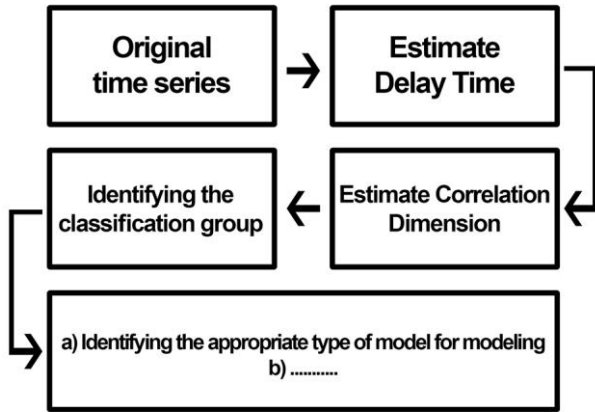 Original
time series
Estimate
Delay Time
Estimate Correlation
Dimension
Identifying the
classification group
a) Identifying the appropriate type of model for modeling
b) ...........